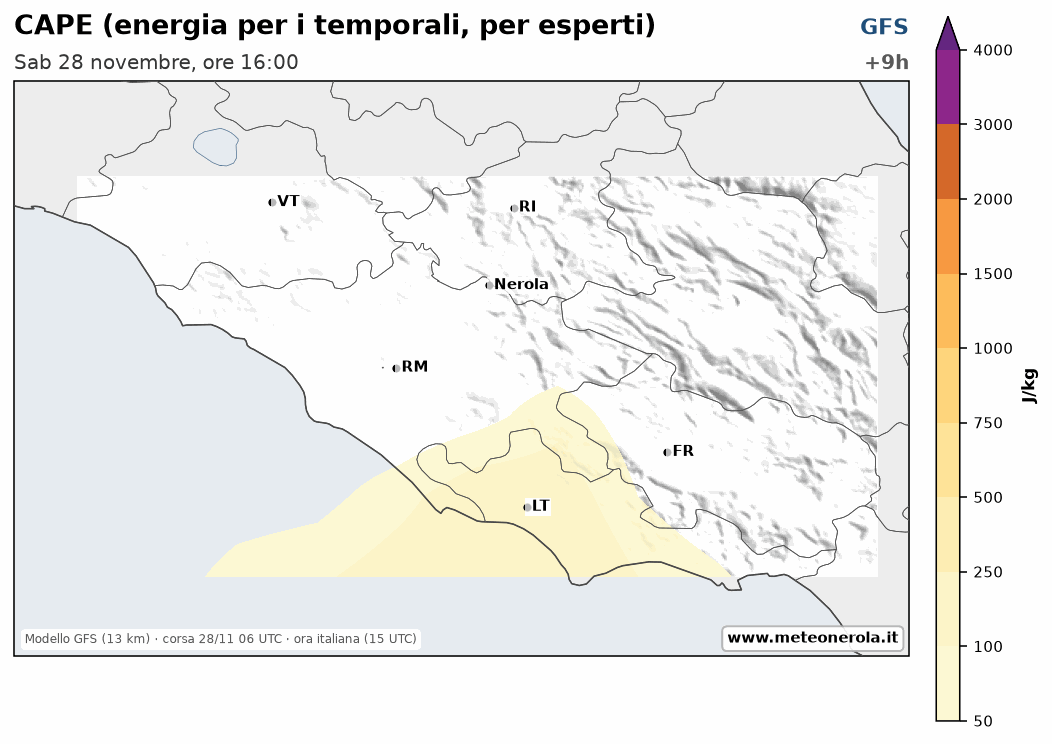 CAPE (energia per i temporali, per esperti)
GFS
Sab 28 novembre, ore 16:00
+9h
4000
3000
2000
1500
1000
750
500
250
100
50
J/kg
VT
RI
Nerola
RM
FR
LT
Modello GFS (13 km) · corsa 28/11 06 UTC · ora italiana (15 UTC)
www.meteonerola.it